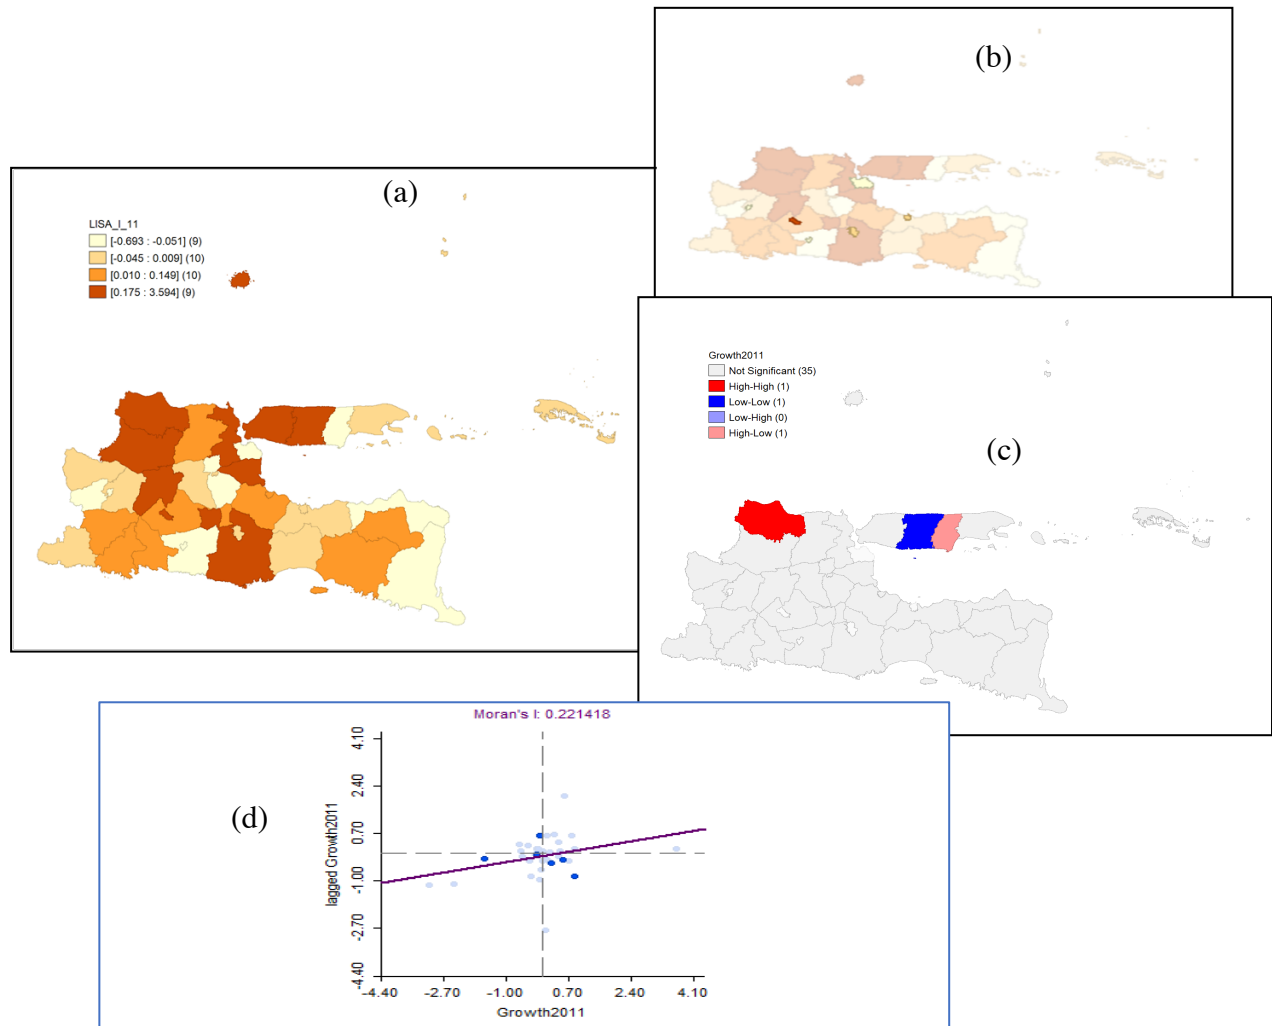 (b)
(a)
LISA_I_11
[-0.693 : -0.051] (9)
[-0.045 : 0.009] (10)
[0.010 : 0.149] (10)
[0.175 : 3.594] (9)
Growth2011
Not Significant (35)
High-High (1)
Low-Low (1)
Low-High (0)
High-Low (1)
(c)
Moran's I: 0.221418
(d)
lagged Growth2011
4.10
2.40
0.70
-1.00
-2.70
-4.40
-4.40 -2.70 -1.00 0.70 2.40 4.10
Growth2011